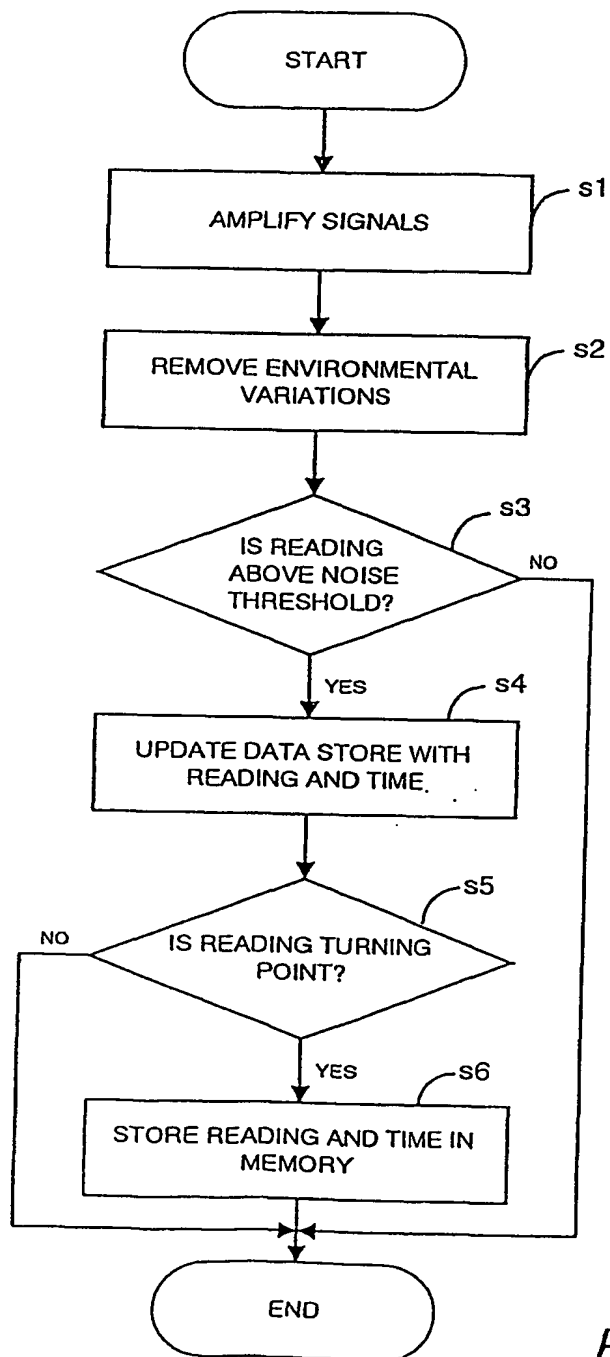 START
s1
AMPLIFY SIGNALS
s2
REMOVE ENVIRONMENTAL
VARIATIONS
s3
IS READING
ABOVE NOISE
THRESHOLD?
NO
YES
s4
UPDATE DATA STORE WITH
READING AND TIME.
s5
NO
IS READING TURNING
POINT?
YES
s6
STORE READING AND TIME IN
MEMORY
END